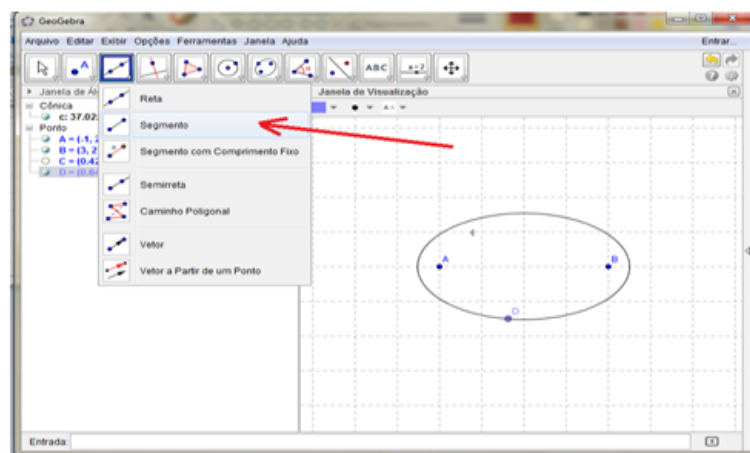 GeoGebra
Arquivo Editar Exibir Opções Ferramentas Janela Ajuda Entrar...
A ABC a=2
Janela de Ál
Janela de Visualização
Cônica
c: 37.02
Ponto
A = (-1, 2
B = (3, 2
C = (0.42
D = (0.64
Reta
Segmento
Segmento com Comprimento Fixo
Semirreta
Caminho Poligonal
Vetor
Vetor a Partir de um Ponto
A
B
c
D
Entrada: